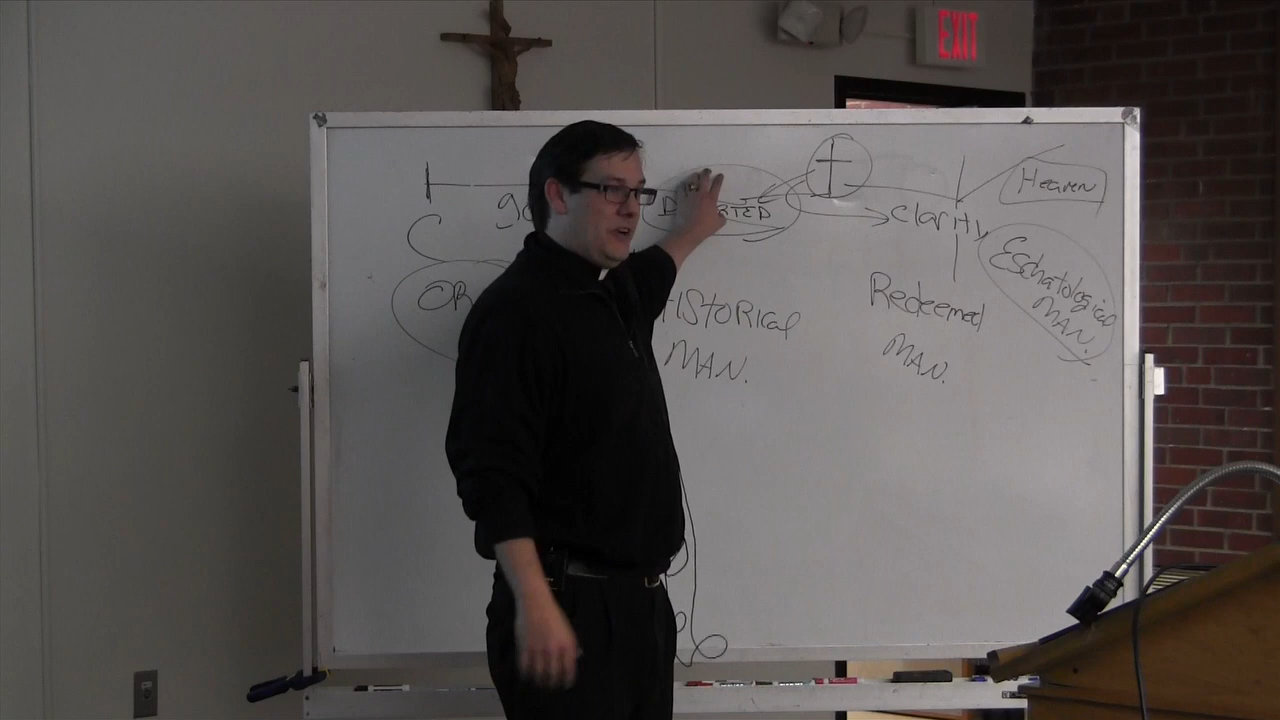 EXIT
Heaven
clarity
Eschatological
MAN.
HISTORICAL
MAN.
Redeemed
MAN.